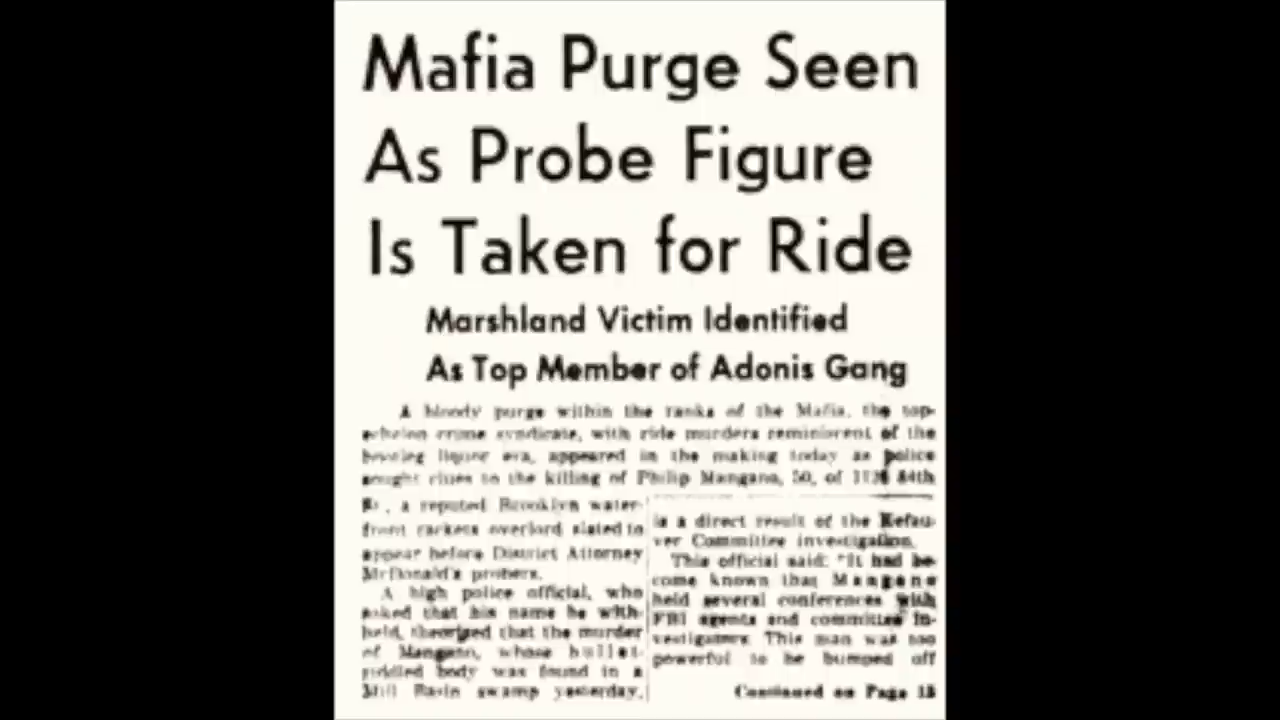 Mafia Purge Seen
As Probe Figure
Is Taken for Ride
Marshland Victim Identified
As Top Member of Adonis Gang
A bloody purge within the ranks of the Mafia, the top-
echelon crime syndicate, with ride murders reminiscent of the
bootleg liquor era, appeared in the making today as police
sought clues to the killing of Philip Mangano, 50, of 84th
St., a reputed Brooklyn water-
front rackets overlord slated to
appear before District Attorney
McDonald's probers.
A high police official, who
asked that his name be with-
held, theorized that the murder
of Mangano, whose bullet-
riddled body was found in a
Mill Basin swamp yesterday,
is a direct result of the Kefau-
ver Committee investigation.
This official said: "It had be-
come known that Mangano
held several conferences with
FBI agents and committee in-
vestigators. This man was too
powerful to be bumped off
Continued on Page 15